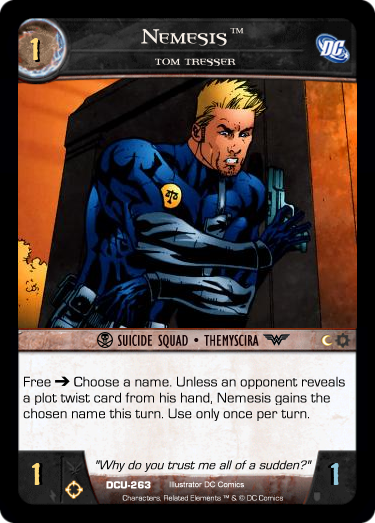 1
NEMESIS™
TOM TRESSER
DC
SUICIDE SQUAD • THEMYSCIRA
Free ➔ Choose a name. Unless an opponent reveals
a plot twist card from his hand, Nemesis gains the
chosen name this turn. Use only once per turn.
1
"Why do you trust me all of a sudden?"
1
DCU-263 Illustrator DC Comics
Characters, Related Elements ™ & © DC Comics